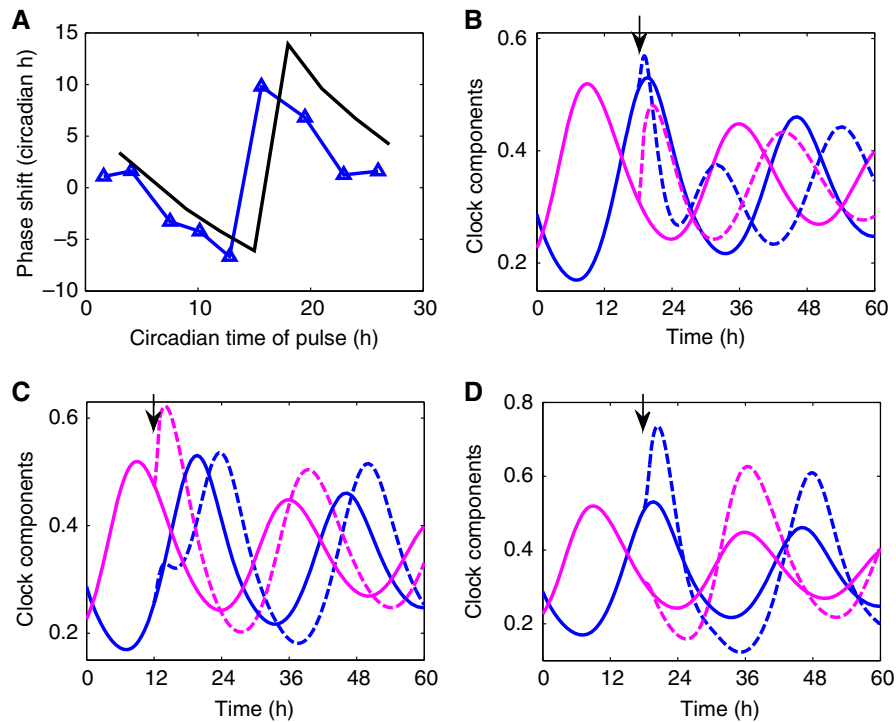 A
Phase shift (circadian h)
15
10
5
0
−5
−10
0 10 20 30
Circadian time of pulse (h)
B
Clock components
0.6
0.4
0.2
0 12 24 36 48 60
Time (h)
C
Clock components
0.6
0.4
0.2
0 12 24 36 48 60
Time (h)
D
Clock components
0.8
0.6
0.4
0.2
0 12 24 36 48 60
Time (h)